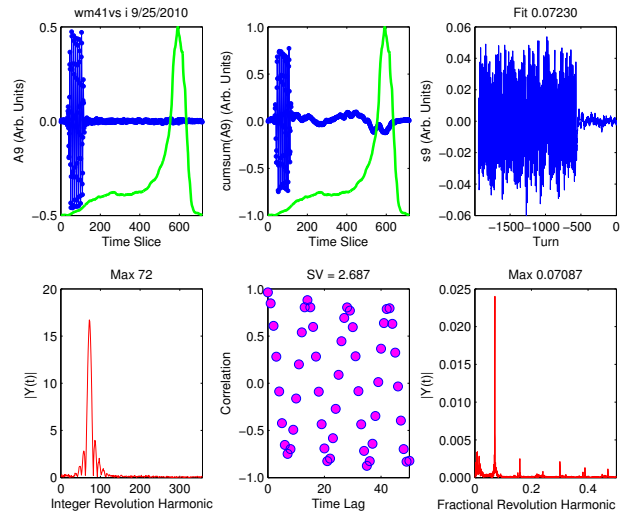 wm41vs i 9/25/2010
0.5
0.0
−0.5
A9 (Arb. Units)
0 200 400 600
Time Slice
1.0
0.5
0.0
−0.5
−1.0
cumsum(A9) (Arb. Units)
0 200 400 600
Time Slice
Fit 0.07230
0.06
0.04
0.02
0.00
−0.02
−0.04
−0.06
s9 (Arb. Units)
−1500 −1000 −500 0
Turn
Max 72
20
15
10
5
0
|Y(t)|
0 100 200 300
Integer Revolution Harmonic
SV = 2.687
1.0
0.5
0.0
−0.5
−1.0
Correlation
0 20 40
Time Lag
Max 0.07087
0.025
0.020
0.015
0.010
0.005
0.000
|Y(t)|
0 0.2 0.4
Fractional Revolution Harmonic